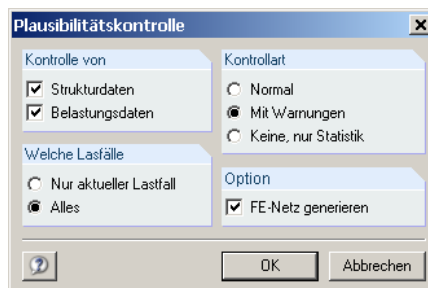 Plausibilitätskontrolle
Kontrolle von
Strukturdaten
Belastungsdaten
Welche Lasfälle
Nur aktueller Lastfall
Alles
Kontrollart
Normal
Mit Warnungen
Keine, nur Statistik
Option
FE-Netz generieren
OK
Abbrechen